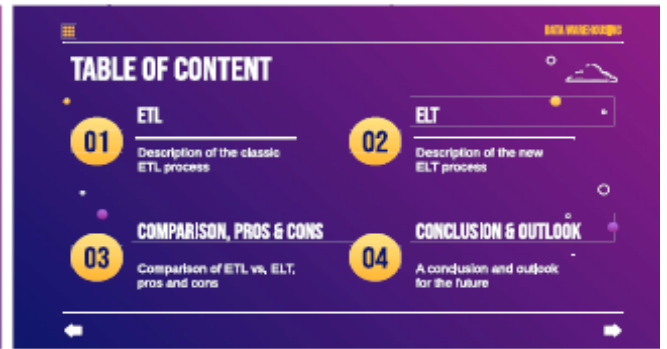 DATA WAREHOUSING
TABLE OF CONTENT
01
ETL
Description of the classic
ETL process
02
ELT
Description of the new
ELT process
03
COMPARISON, PROS & CONS
Comparison of ETL vs, ELT,
pros and cons
04
CONCLUSION & OUTLOOK
A conclusion and outlook
for the future